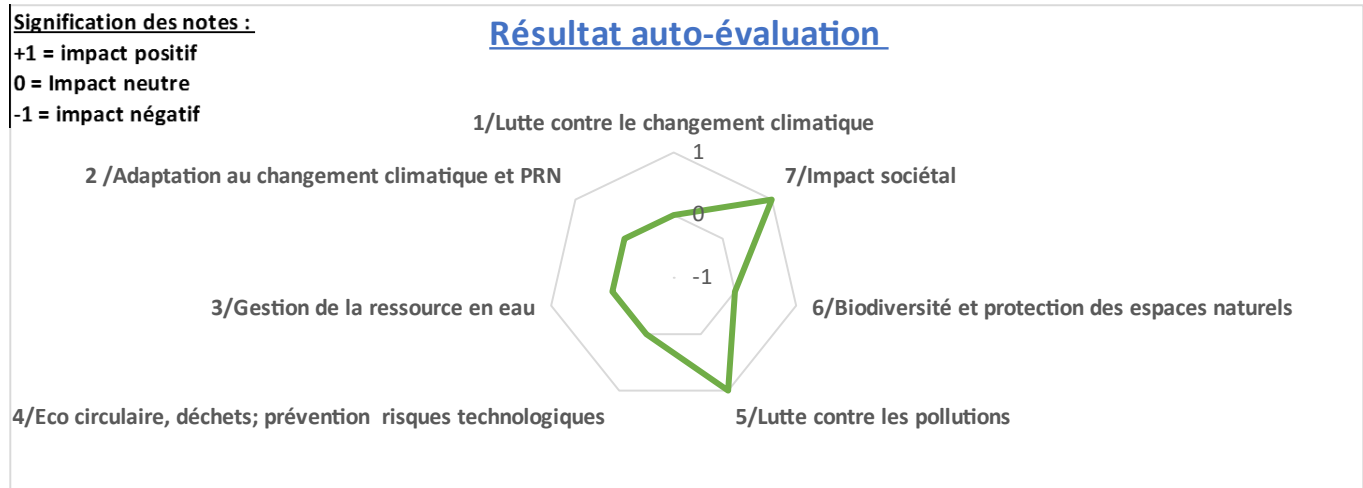 Signification des notes :
+1 = impact positif
0 = Impact neutre
-1 = impact négatif
Résultat auto-évaluation
1/Lutte contre le changement climatique
1
2 /Adaptation au changement climatique et PRN
7/Impact sociétal
0
-1
3/Gestion de la ressource en eau
6/Biodiversité et protection des espaces naturels
4/Eco circulaire, déchets; prévention  risques technologiques
5/Lutte contre les pollutions